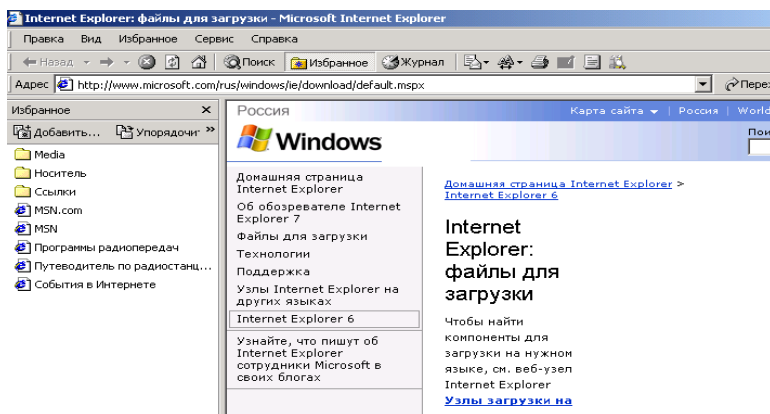 Internet Explorer: файлы для загрузки - Microsoft Internet Explorer
Правка Вид Избранное Сервис Справка
Назад Поиск Избранное Журнал
Адрес http://www.microsoft.com/rus/windows/ie/download/default.mspx
Избранное
Добавить...
Media
Носитель
Ссылки
MSN.com
MSN
Программы радиопередач
Путеводитель по радиостанц...
События в Интернете
Россия Карта сайта | Россия |
Windows
Домашняя страница
Internet Explorer
Об обозревателе Internet
Explorer 7
Файлы для загрузки
Технологии
Поддержка
Узлы Internet Explorer на
других языках
Internet Explorer 6
Узнайте, что пишут об
Internet Explorer
сотрудники Microsoft в
своих блогах
Домашняя страница Internet Explorer >
Internet Explorer 6
Internet
Explorer:
файлы для
загрузки
Чтобы найти
компоненты для
загрузки на нужном
языке, см. веб-узел
Internet Explorer
Узлы загрузки на